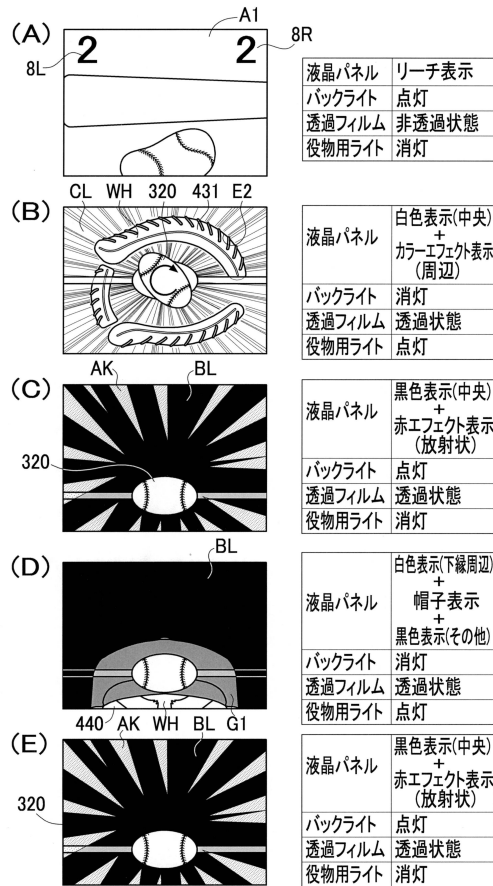 (A)
A1
8L
2
2
8R
液晶パネル リーチ表示
バックライト 点灯
透過フィルム 非透過状態
役物用ライト 消灯
(B)
CL WH 320 431 E2
液晶パネル 白色表示(中央)
+
カラーエフェクト表示
(周辺)
バックライト 消灯
透過フィルム 透過状態
役物用ライト 点灯
(C)
AK BL
320
液晶パネル 黒色表示(中央)
+
赤エフェクト表示
(放射状)
バックライト 点灯
透過フィルム 透過状態
役物用ライト 消灯
(D)
BL
440 WH G1
液晶パネル 白色表示(下縁周辺)
+
帽子表示
+
黒色表示(その他)
バックライト 消灯
透過フィルム 透過状態
役物用ライト 点灯
(E)
AK BL
320
液晶パネル 黒色表示(中央)
+
赤エフェクト表示
(放射状)
バックライト 点灯
透過フィルム 透過状態
役物用ライト 消灯